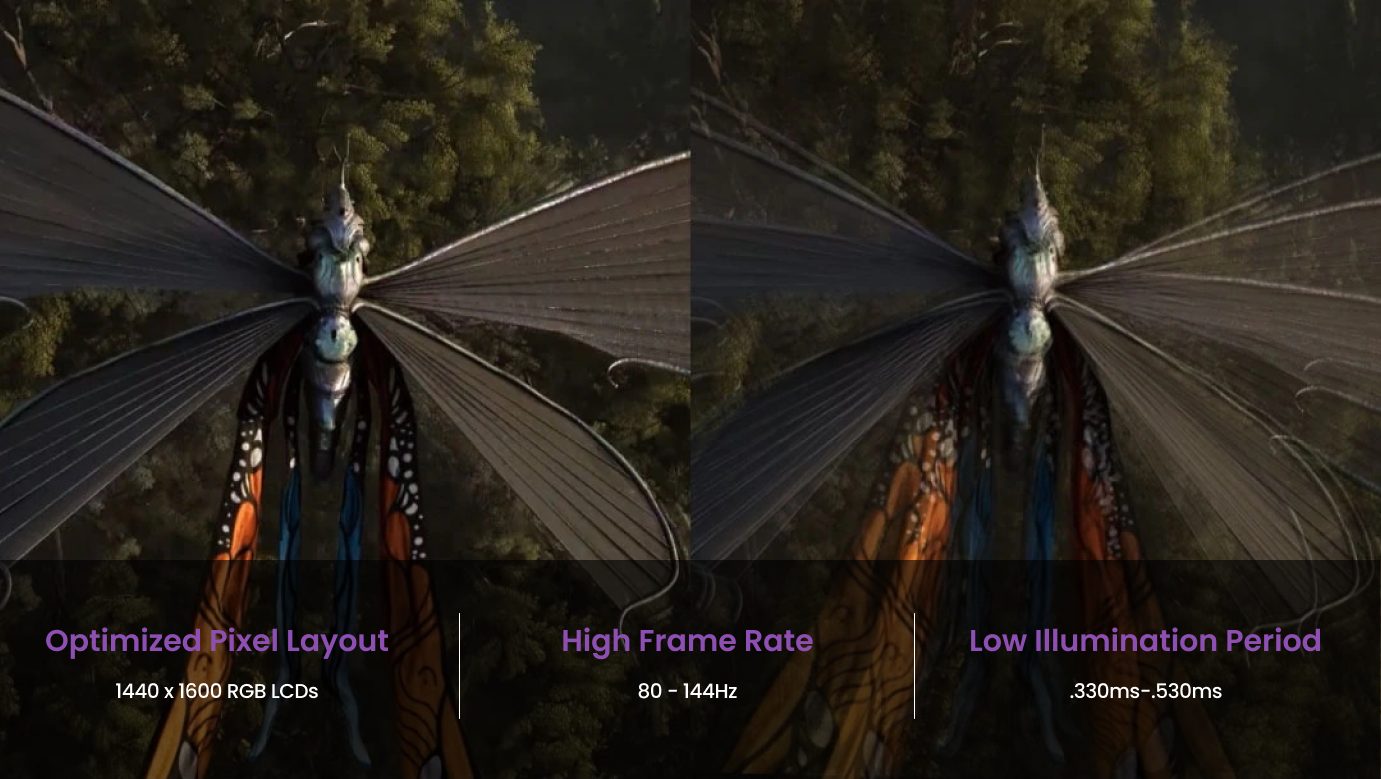 Optimized Pixel Layout
1440 x 1600 RGB LCDs
High Frame Rate
80 - 144Hz
Low Illumination Period
.330ms-.530ms